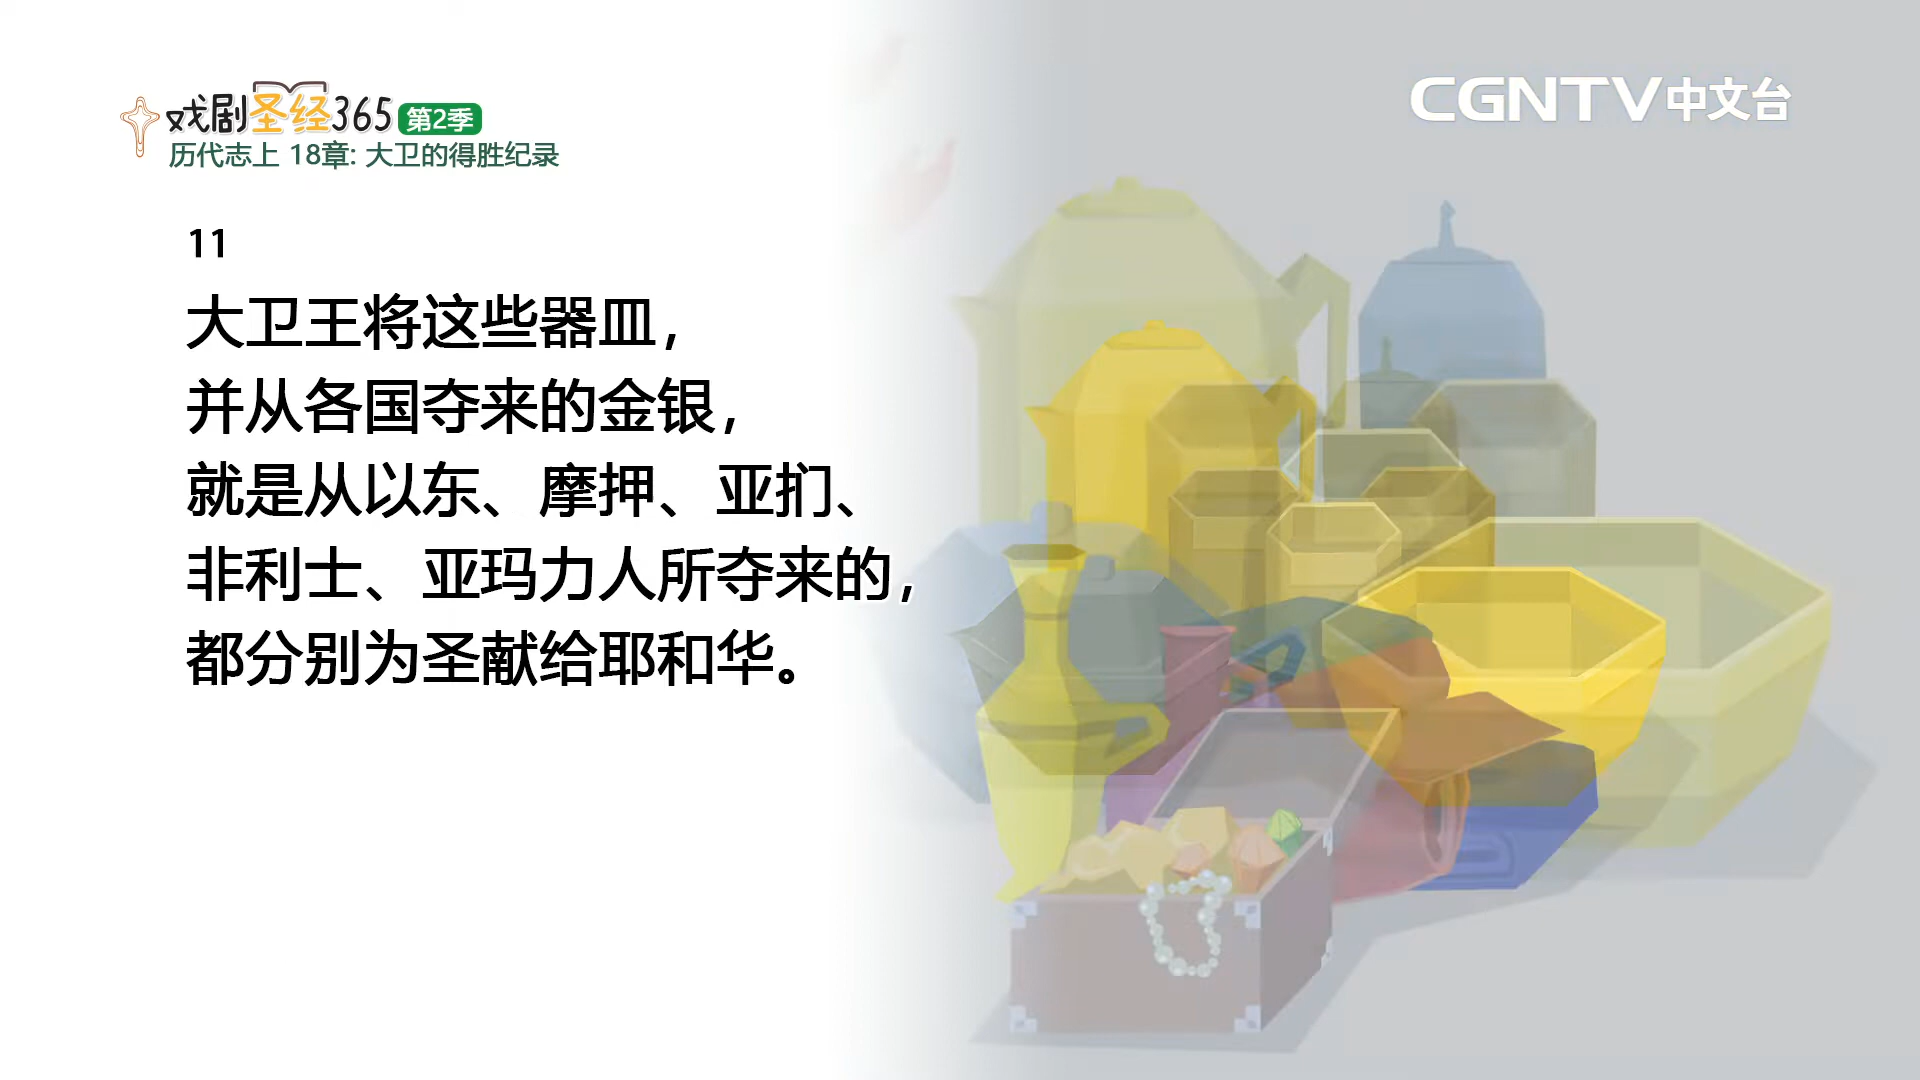 戏剧圣经365 第2季
历代志上 18章: 大卫的得胜纪录
CGNTV中文台
11
大卫王将这些器皿，
并从各国夺来的金银，
就是从以东、摩押、亚扪、
非利士、亚玛力人所夺来的，
都分别为圣献给耶和华。